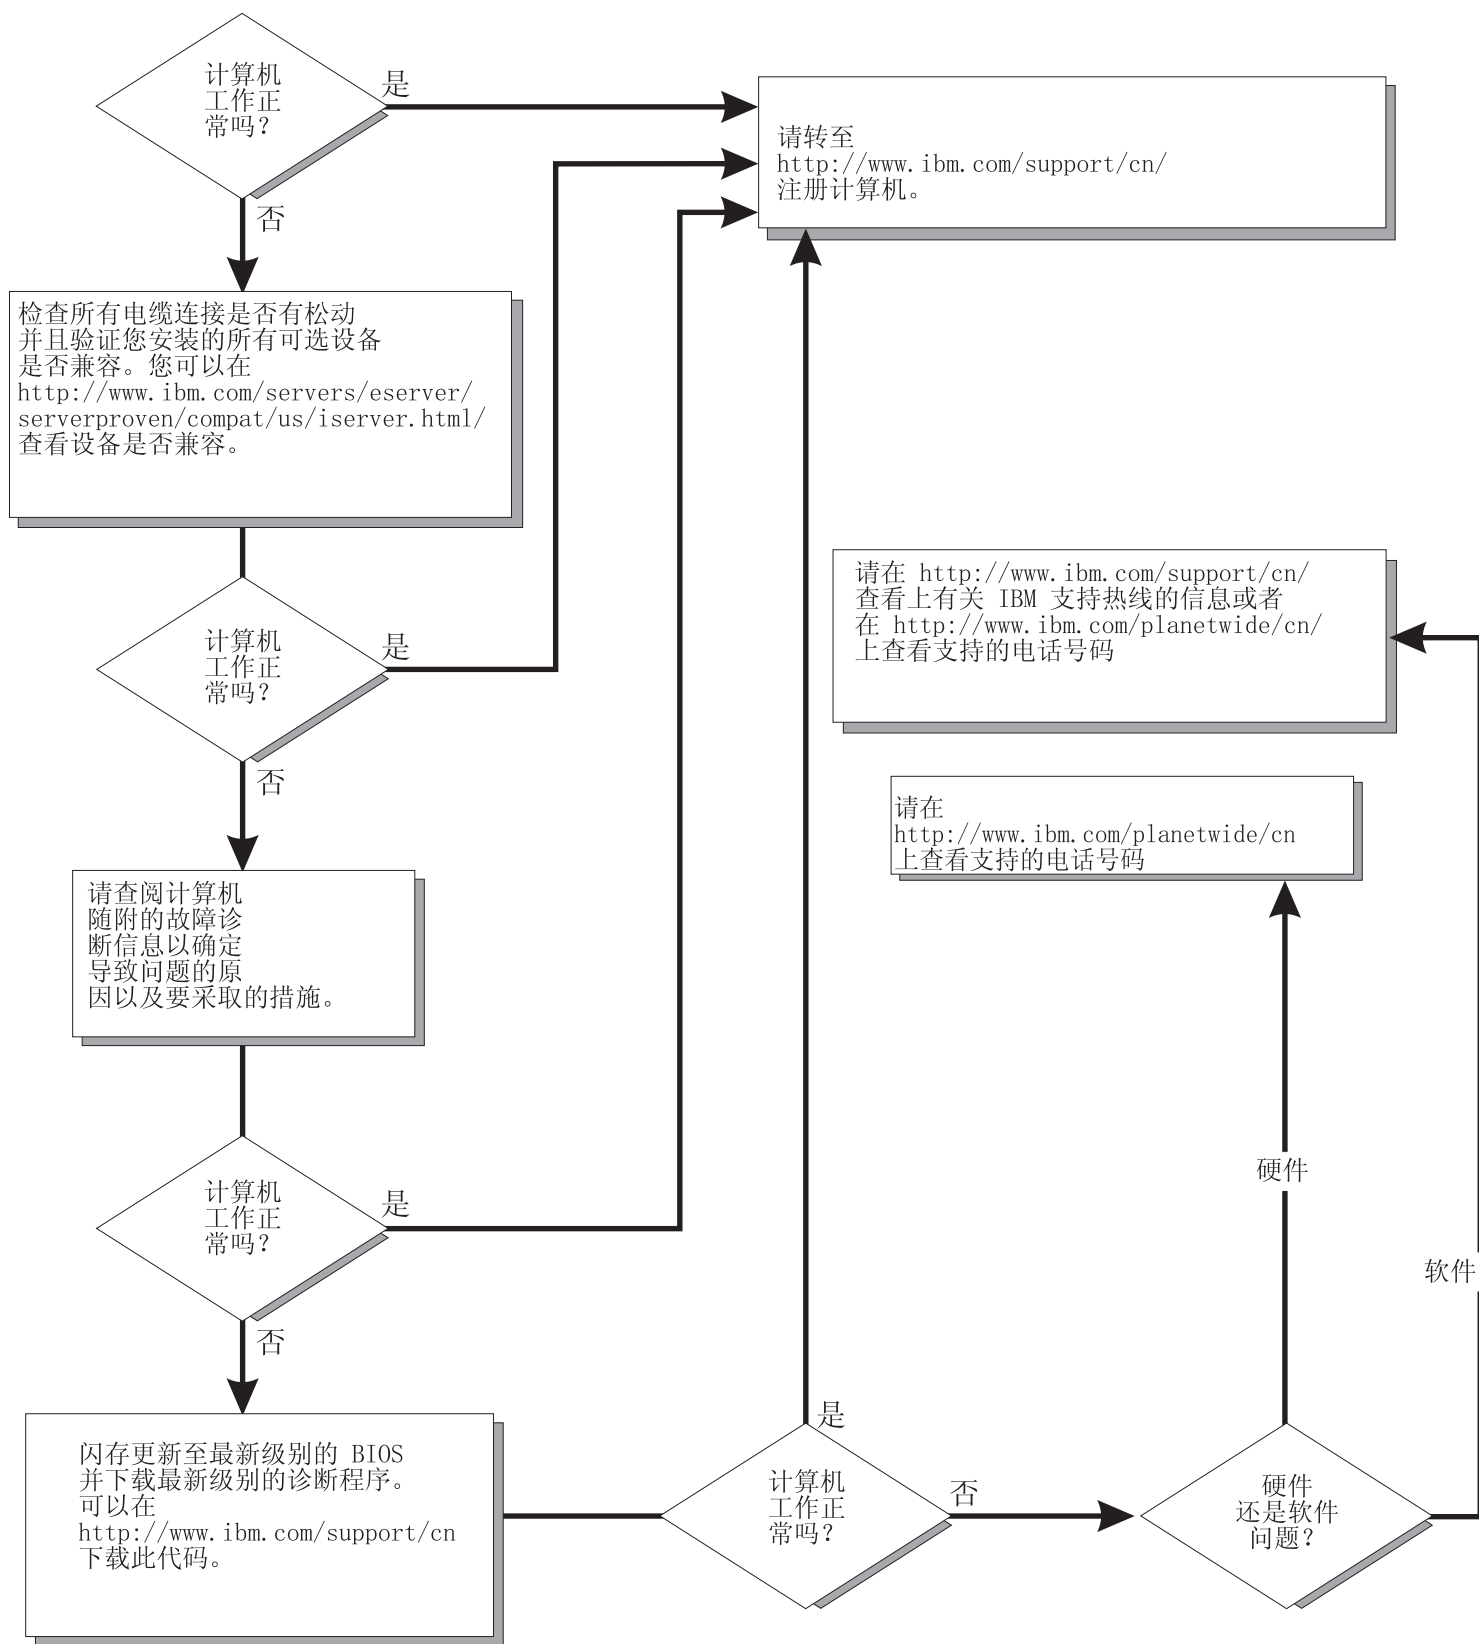 计算机
工作正
常吗?
是
请转至
http://www.ibm.com/support/cn/
注册计算机。
否
检查所有电缆连接是否有松动
并且验证您安装的所有可选设备
是否兼容。您可以在
http://www.ibm.com/servers/eserver/
serverproven/compat/us/iserver.html/
查看设备是否兼容。
计算机
工作正
常吗?
是
请在 http://www.ibm.com/support/cn/
查看上有关 IBM 支持热线的信息或者
在 http://www.ibm.com/planetwide/cn/
上查看支持的电话号码
否
请在
http://www.ibm.com/planetwide/cn
上查看支持的电话号码
请查阅计算机
随附的故障诊
断信息以确定
导致问题的原
因以及要采取的措施。
计算机
工作正
常吗?
是
硬件
软件
否
闪存更新至最新级别的 BIOS
并下载最新级别的诊断程序。
可以在
http://www.ibm.com/support/cn
下载此代码。
是
计算机
工作正
常吗?
否
硬件
还是软件
问题?